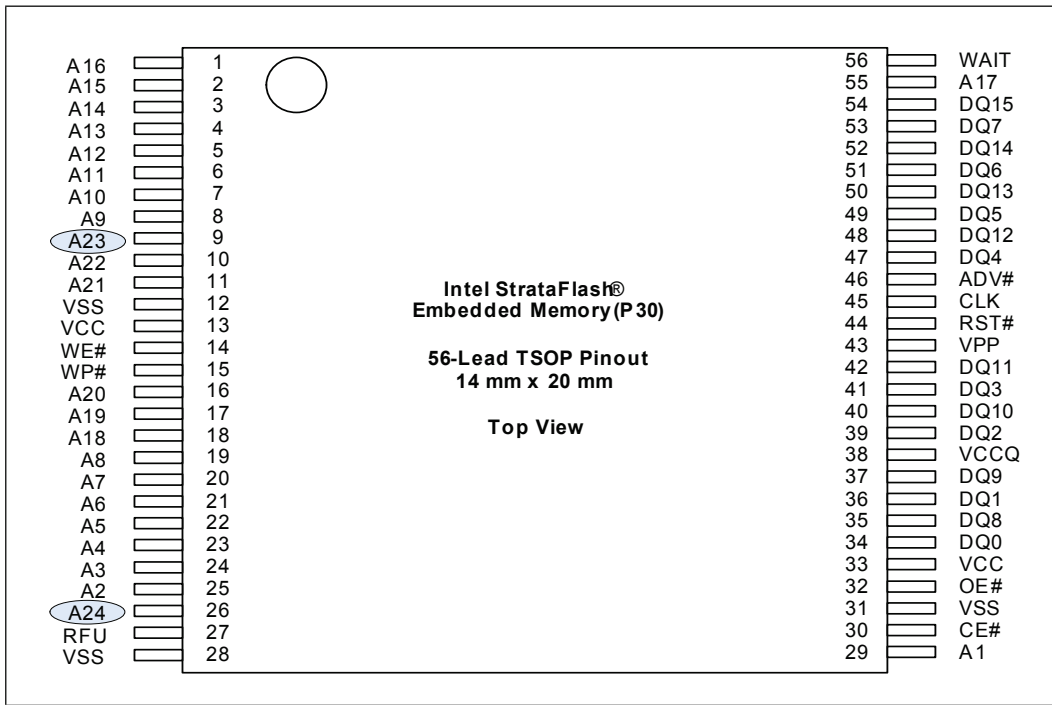 A16 1
A15 2
A14 3
A13 4
A12 5
A11 6
A10 7
A9 8
A23 9
A22 10
A21 11
VSS 12
VCC 13
WE# 14
WP# 15
A20 16
A19 17
A18 18
A8 19
A7 20
A6 21
A5 22
A4 23
A3 24
A2 25
A24 26
RFU 27
VSS 28
Intel StrataFlash®
Embedded Memory (P30)
56-Lead TSOP Pinout
14 mm x 20 mm
Top View
56 WAIT
55 A17
54 DQ15
53 DQ7
52 DQ14
51 DQ6
50 DQ13
49 DQ5
48 DQ12
47 DQ4
46 ADV#
45 CLK
44 RST#
43 VPP
42 DQ11
41 DQ3
40 DQ10
39 DQ2
38 VCCQ
37 DQ9
36 DQ1
35 DQ8
34 DQ0
33 VCC
32 OE#
31 VSS
30 CE#
29 A1